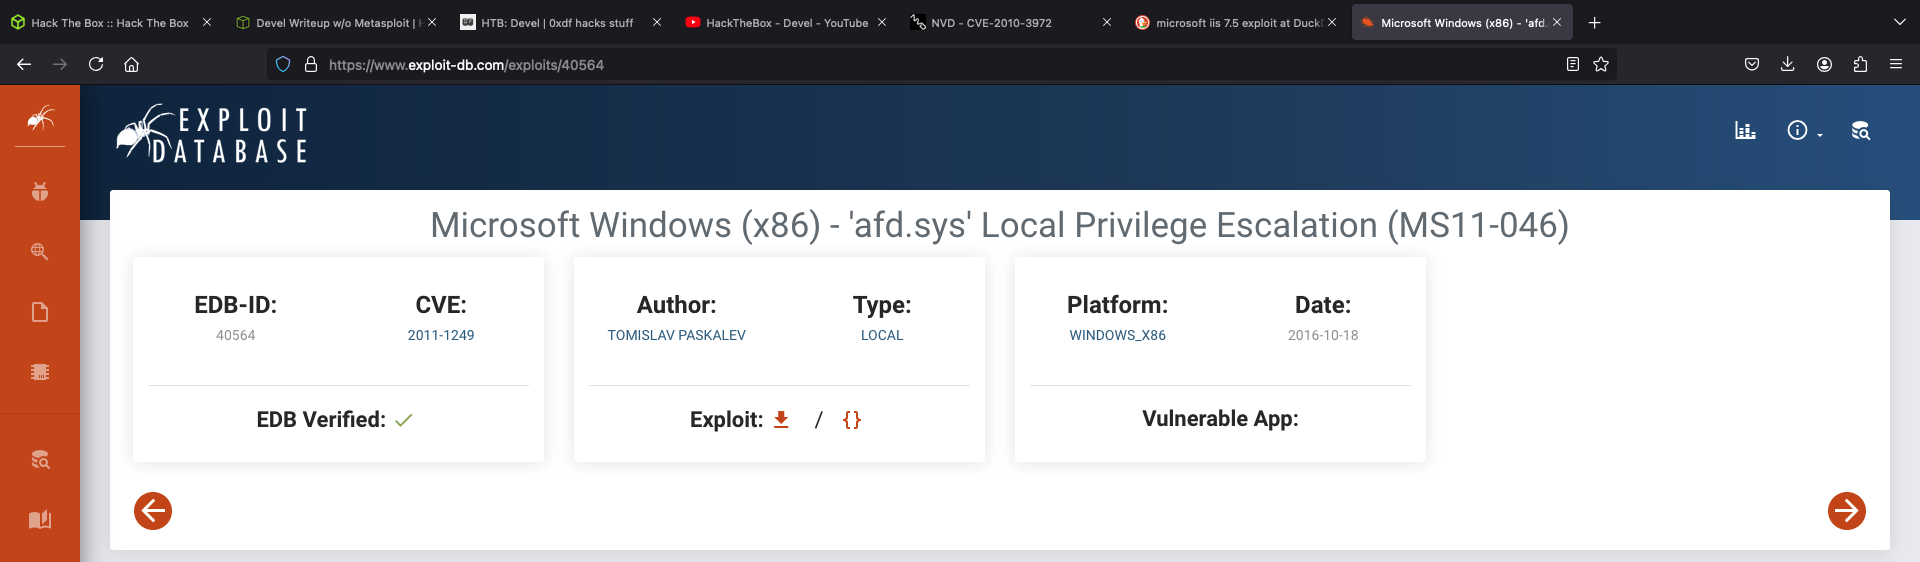 Hack The Box :: Hack The Box
Devel Writeup w/o Metasploit |
HTB: Devel | 0xdf hacks stuff
HackTheBox - Devel - YouTube
NVD - CVE-2010-3972
microsoft iis 7.5 exploit at Duck
Microsoft Windows (x86) - 'afd.
https://www.exploit-db.com/exploits/40564
EXPLOIT
DATABASE
Microsoft Windows (x86) - 'afd.sys' Local Privilege Escalation (MS11-046)
EDB-ID:
40564
CVE:
2011-1249
EDB Verified:
Author:
TOMISLAV PASKALEV
Type:
LOCAL
Exploit: / {}
Platform:
WINDOWS_X86
Date:
2016-10-18
Vulnerable App: